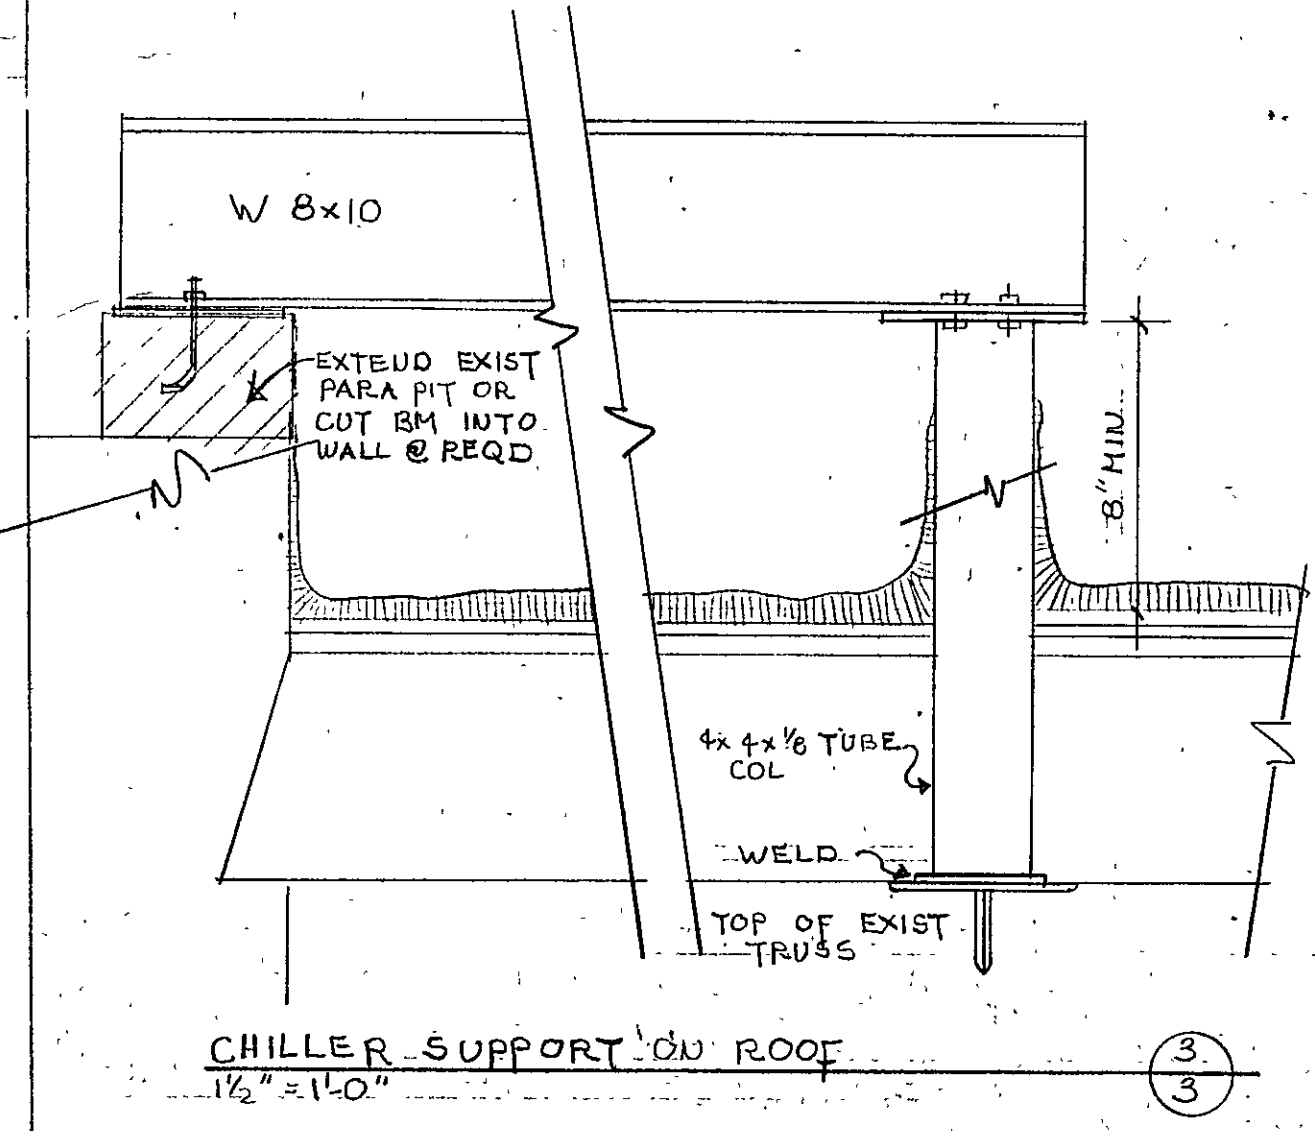 W 8x10
EXTEUD EXIST
PARA PIT OR
CUT BM INTO
WALL @ REQD
8" MIN
4x 4x 1/8 TUBE
COL
WELD
TOP OF EXIST
TRUSS
CHILLER SUPPORT ON ROOF
1½" = 1'-0"
3
3